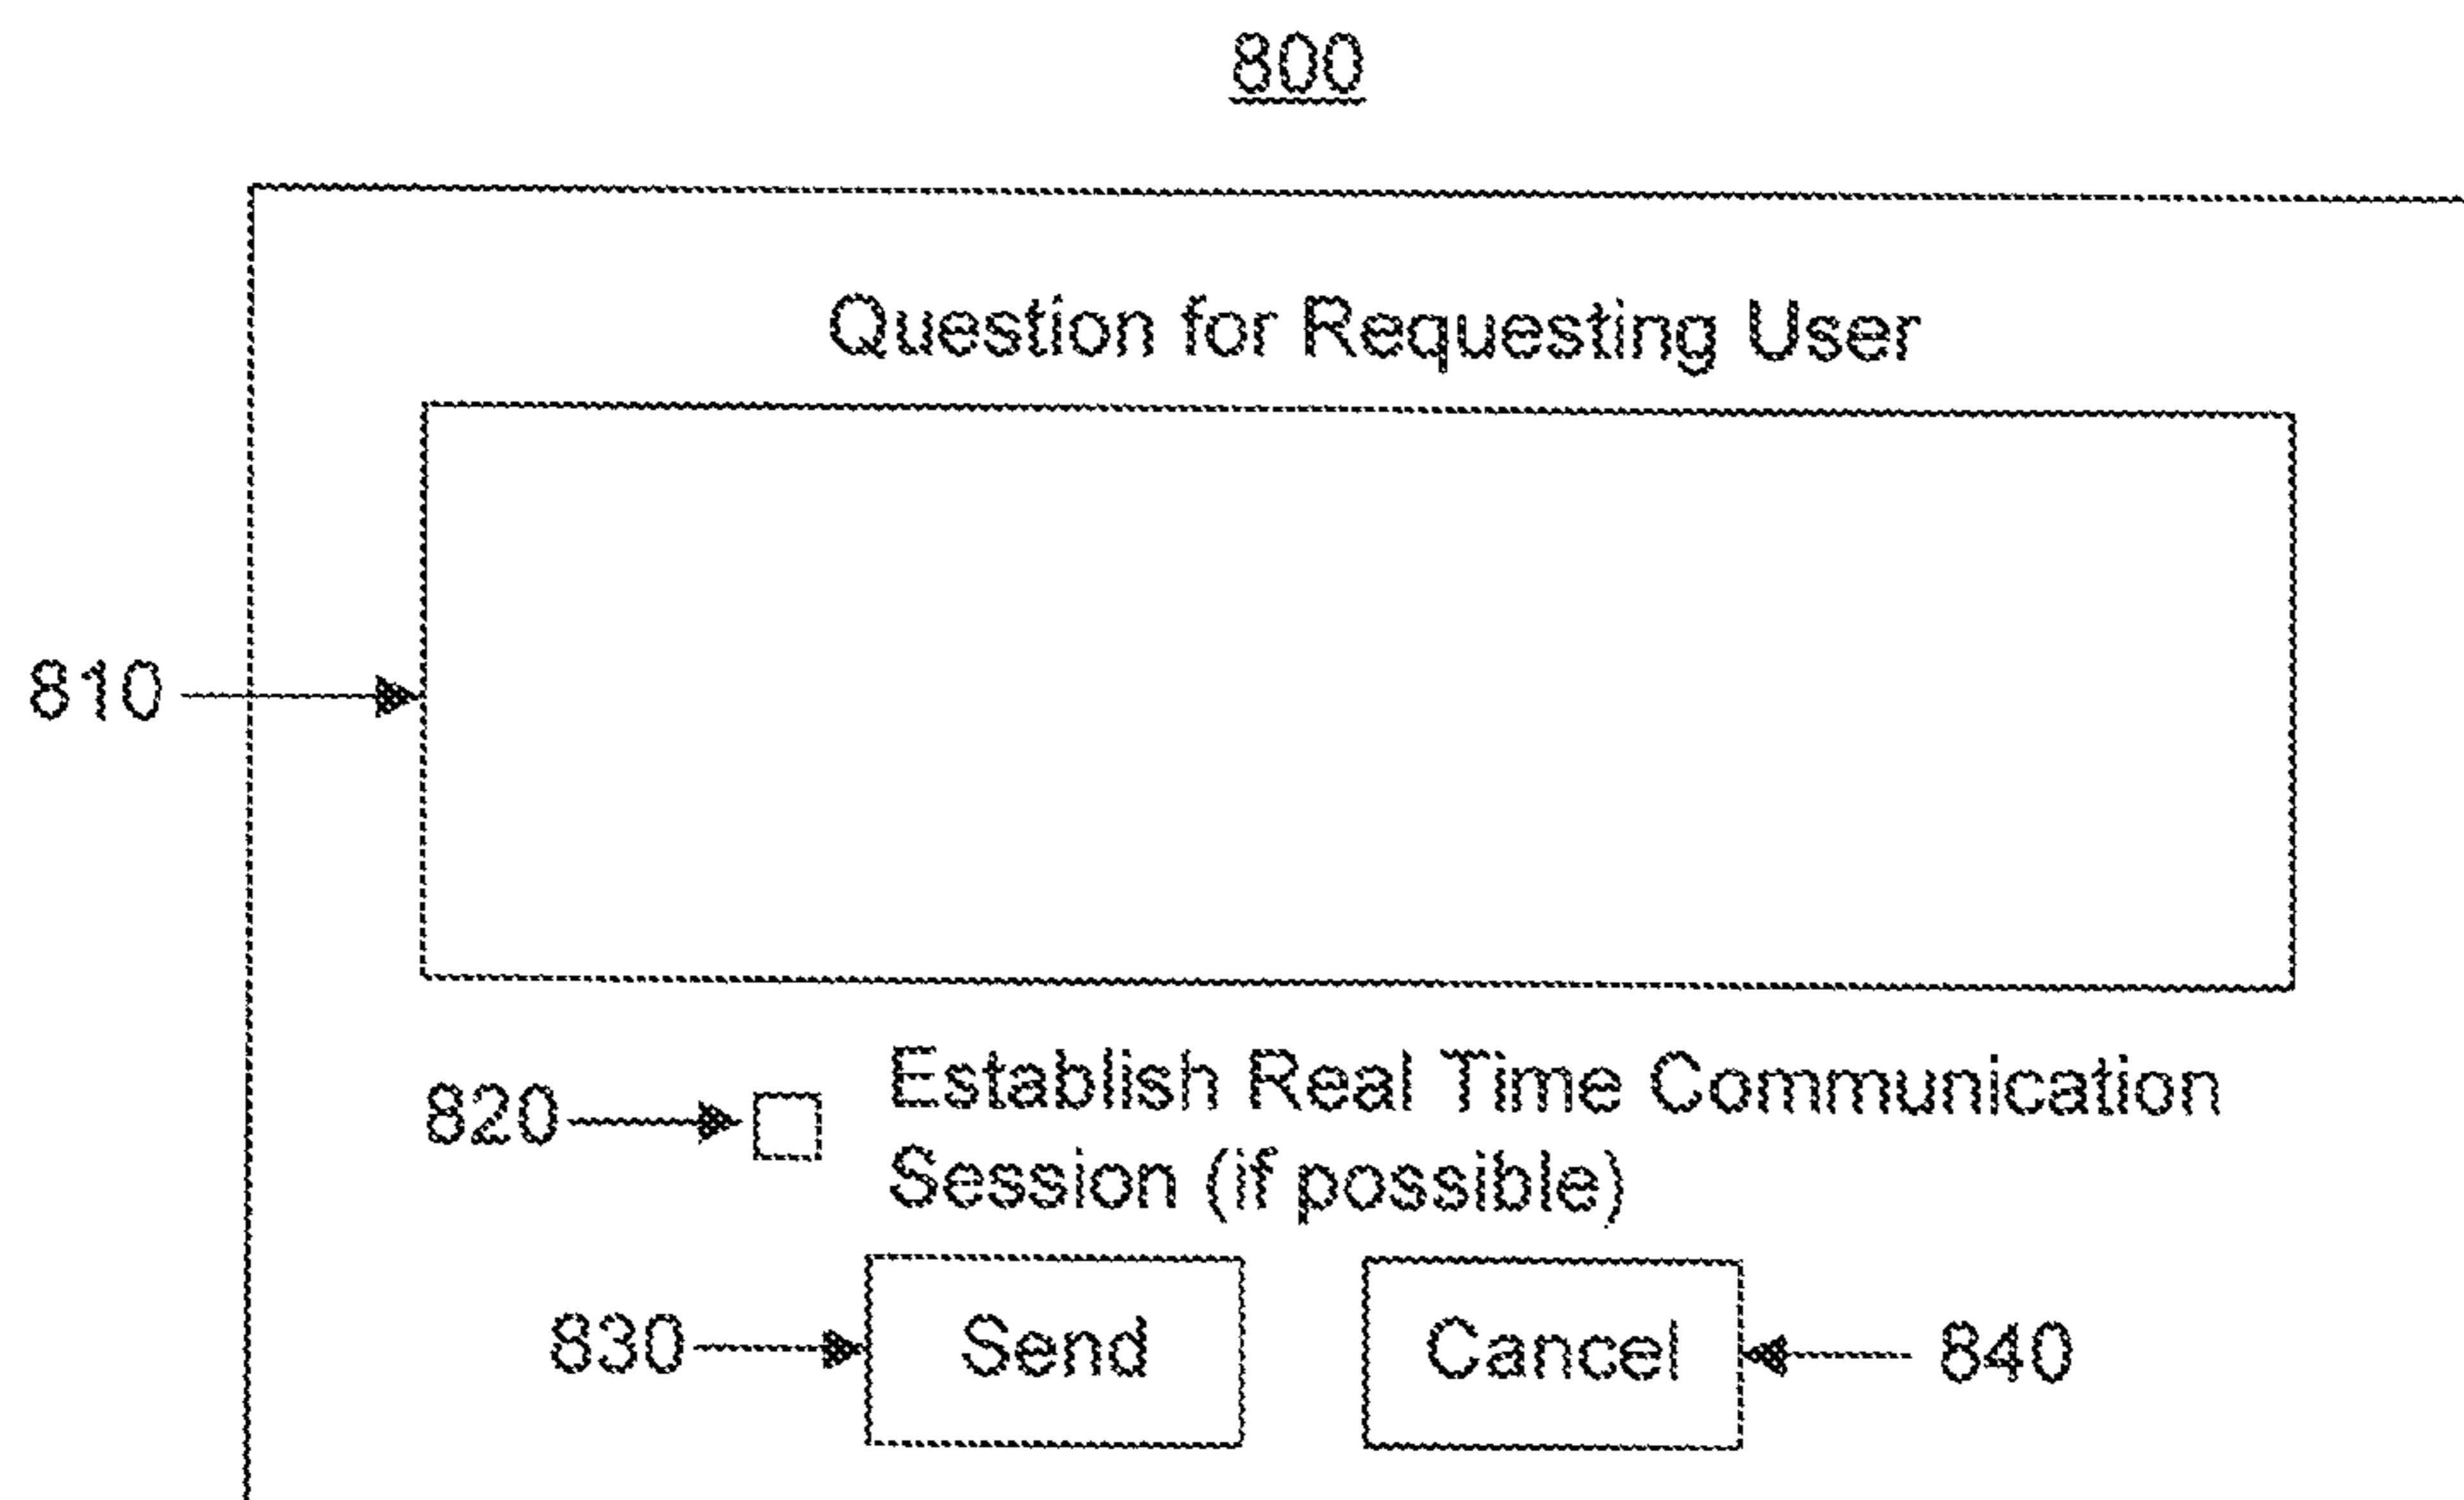 800
Question for Requesting User
810
820
Establish Real Time Communication
Session (if possible)
830
Send
Cancel
840